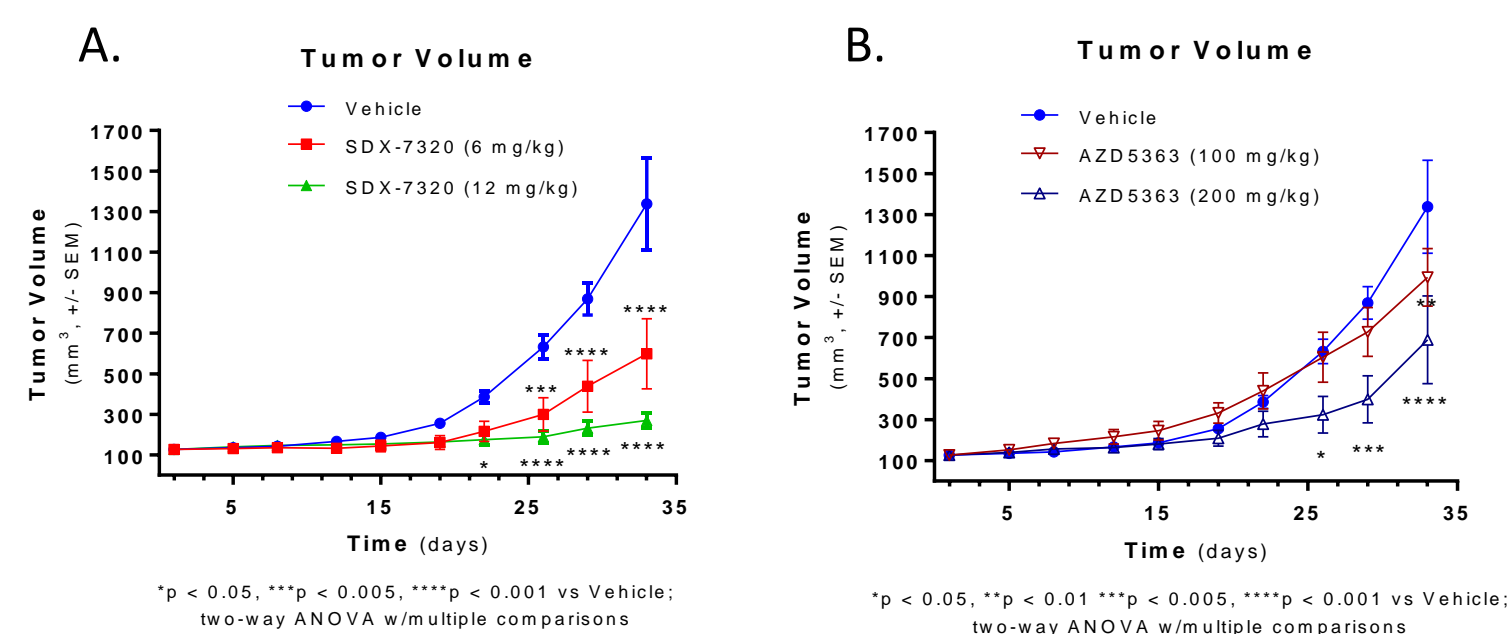 A.
Tumor Volume
Vehicle
SDX-7320 (6 mg/kg)
SDX-7320 (12 mg/kg)
Tumor Volume
(mm3, +/- SEM)
1700
1500
1300
1100
900
700
500
300
100
****
****
***
*
****
****
****
5
15
25
35
Time (days)
*p < 0.05, ***p < 0.005, ****p < 0.001 vs Vehicle;
two-way ANOVA w/multiple comparisons
B.
Tumor Volume
Vehicle
AZD5363 (100 mg/kg)
AZD5363 (200 mg/kg)
Tumor Volume
(mm3, +/- SEM)
1700
1500
1300
1100
900
700
500
300
100
**
****
***
*
5
15
25
35
Time (days)
*p < 0.05, **p < 0.01 ***p < 0.005, ****p < 0.001 vs Vehicle;
two-way ANOVA w/multiple comparisons